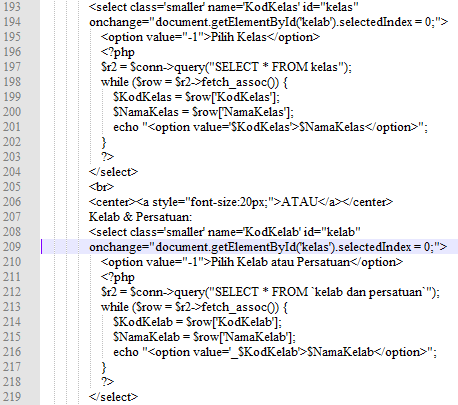 193 <select class='smaller' name='KodKelas' id="kelas"
194 onchange="document.getElementById('kelab').selectedIndex = 0;">
195 <option value="-1">Pilih Kelas</option>
196 <?php
197 $r2 = $conn->query("SELECT * FROM kelas");
198 while ($row = $r2->fetch_assoc()) {
199 $KodKelas = $row['KodKelas'];
200 $NamaKelas = $row['NamaKelas'];
201 echo "<option value='$KodKelas'>$NamaKelas</option>";
202 }
203 ?>
204 </select>
205 <br>
206 <center><a style="font-size:20px;">ATAU</a></center>
207 Kelab & Persatuan:
208 <select class='smaller' name='KodKelab' id="kelab"
209 onchange="document.getElementById('kelas').selectedIndex = 0;">
210 <option value="-1">Pilih Kelab atau Persatuan</option>
211 <?php
212 $r2 = $conn->query("SELECT * FROM `kelab dan persatuan`");
213 while ($row = $r2->fetch_assoc()) {
214 $KodKelab = $row['KodKelab'];
215 $NamaKelab = $row['NamaKelab'];
216 echo "<option value='_$KodKelab'>$NamaKelab</option>";
217 }
218 ?>
219 </select>